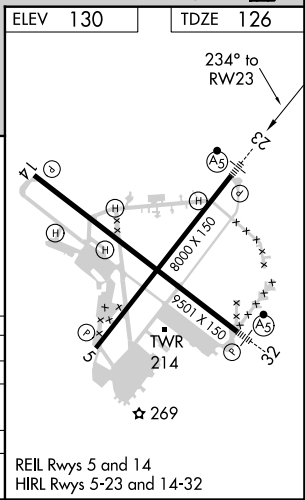 ELEV 130
TDZE 126
234° to
RW23
23
A5
14
P
P
H
H
H
H
8000 X 150
9501 X 150
P
TWR
214
A5
P
5
32
269
REIL Rwys 5 and 14
HIRL Rwys 5-23 and 14-32